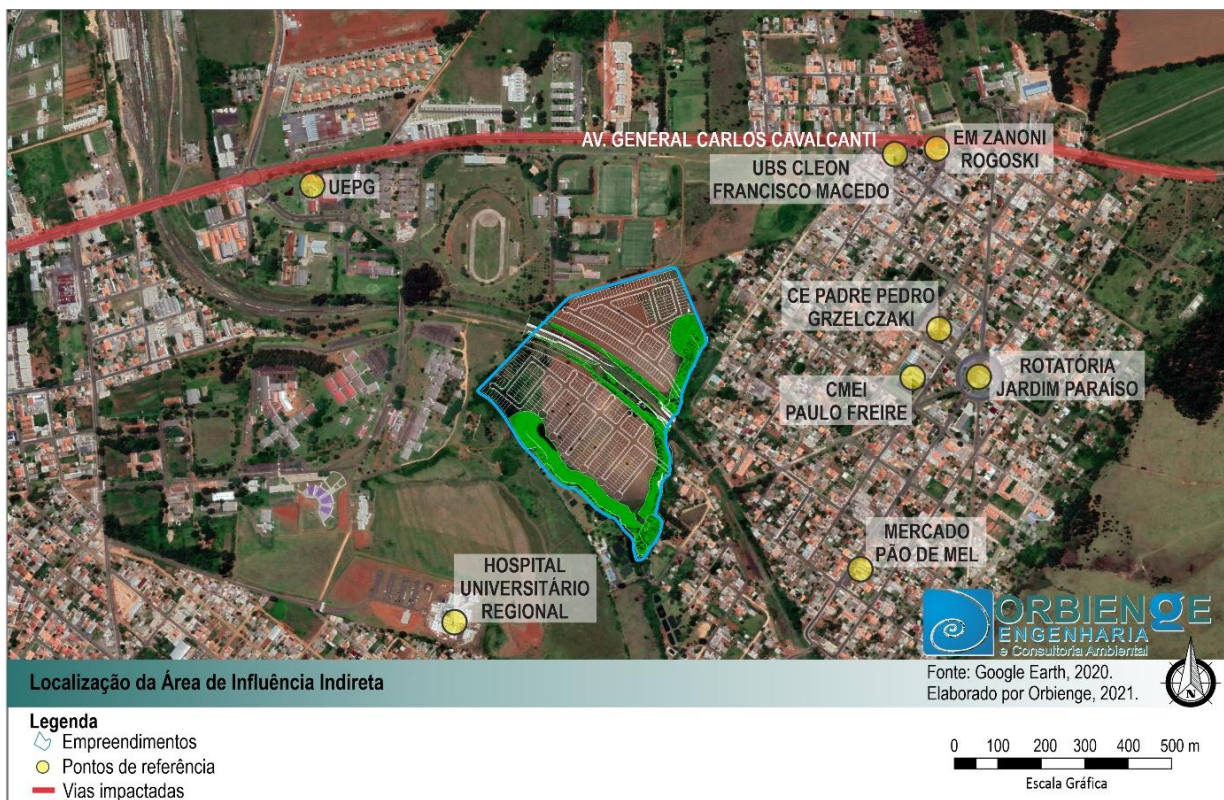 AV. GENERAL CARLOS CAVALCANTI
EM ZANONI
ROGOSKI
UBS CLEON
FRANCISCO MACEDO
UEPG
CE PADRE PEDRO
GRZELCZAKI
ROTATÓRIA
JARDIM PARAÍSO
CMEI
PAULO FREIRE
MERCADO
PÃO DE MEL
HOSPITAL
UNIVERSITÁRIO
REGIONAL
ORBIENGE
ENGENHARIA
e Consultoria Ambiental
Localização da Área de Influência Indireta
Fonte: Google Earth, 2020.
Elaborado por Orbienge, 2021.
N
Legenda
Empreendimentos
Pontos de referência
Vias impactadas
0 100 200 300 400 500 m
Escala Gráfica